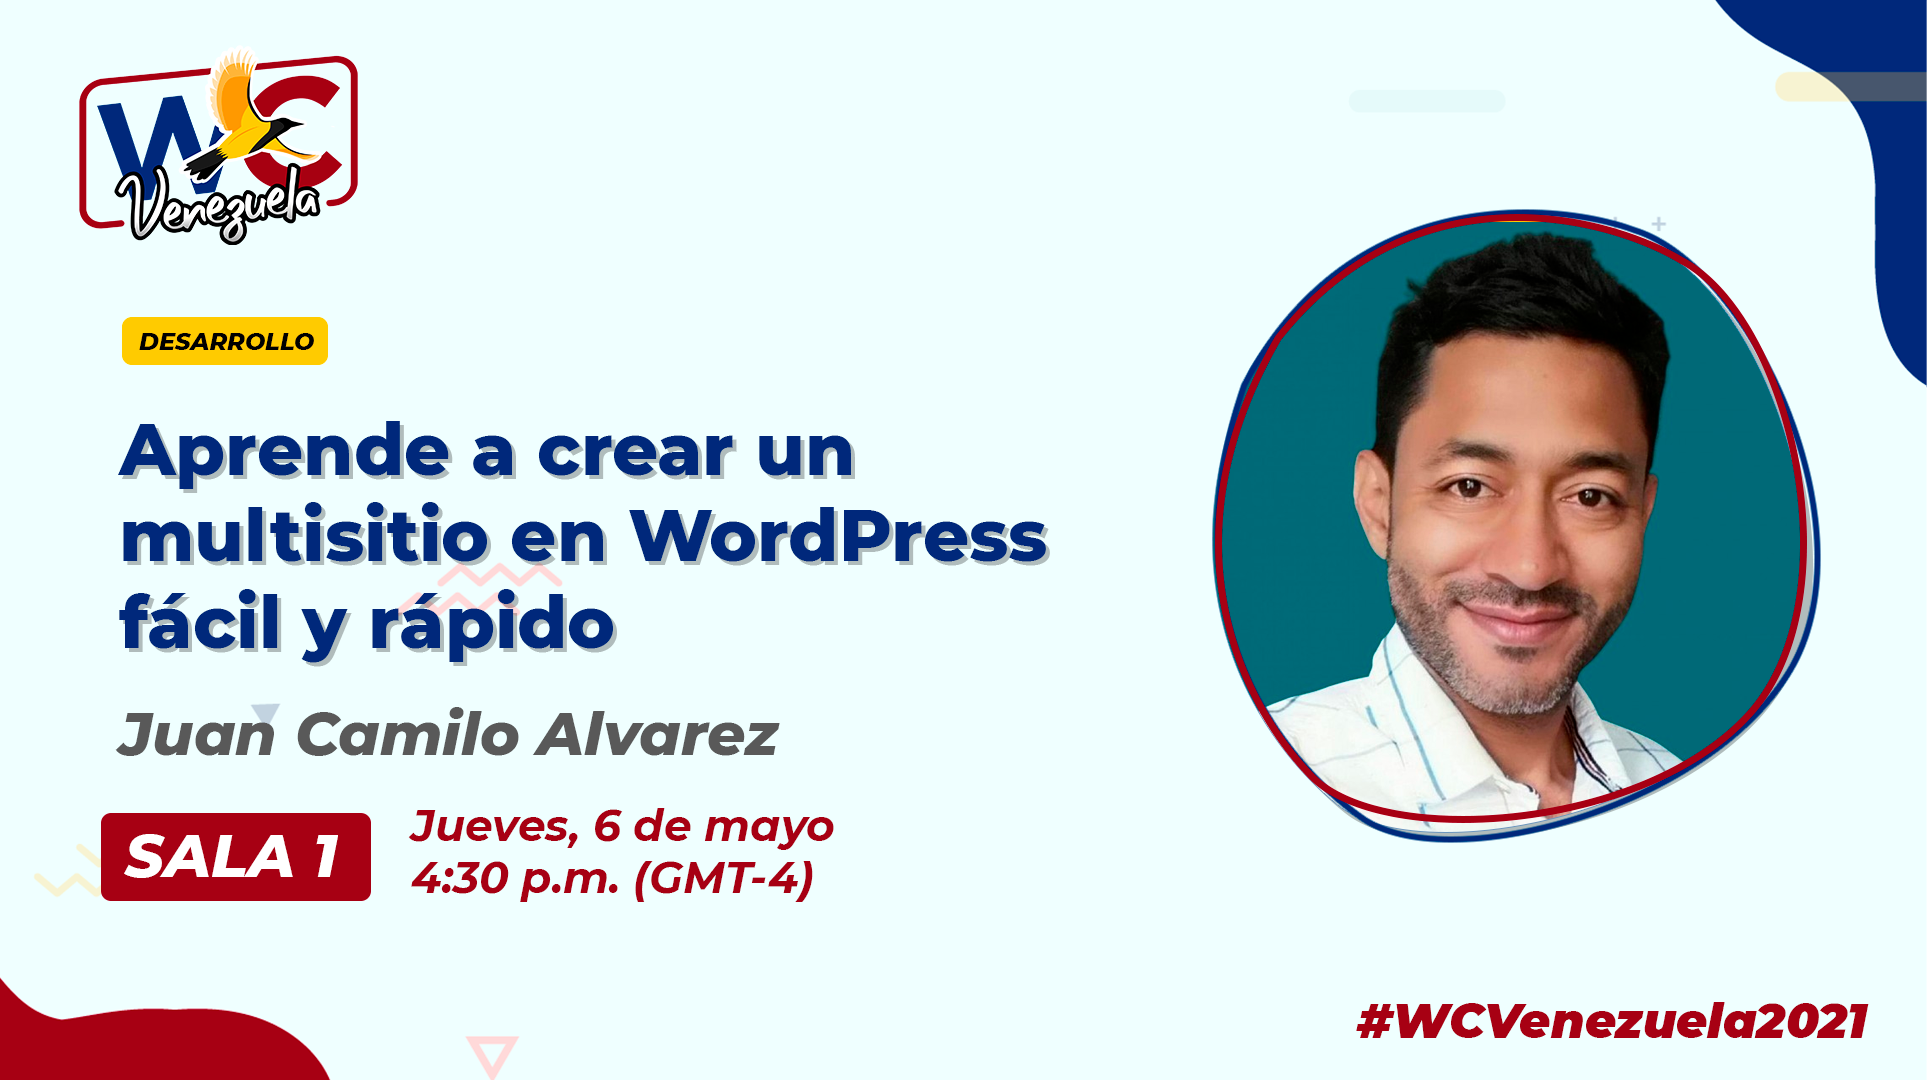 WC
Venezuela
DESARROLLO
Aprende a crear un
multisitio en WordPress
fácil y rápido
Juan Camilo Alvarez
SALA 1
Jueves, 6 de mayo
4:30 p.m. (GMT-4)
#WCVenezuela2021